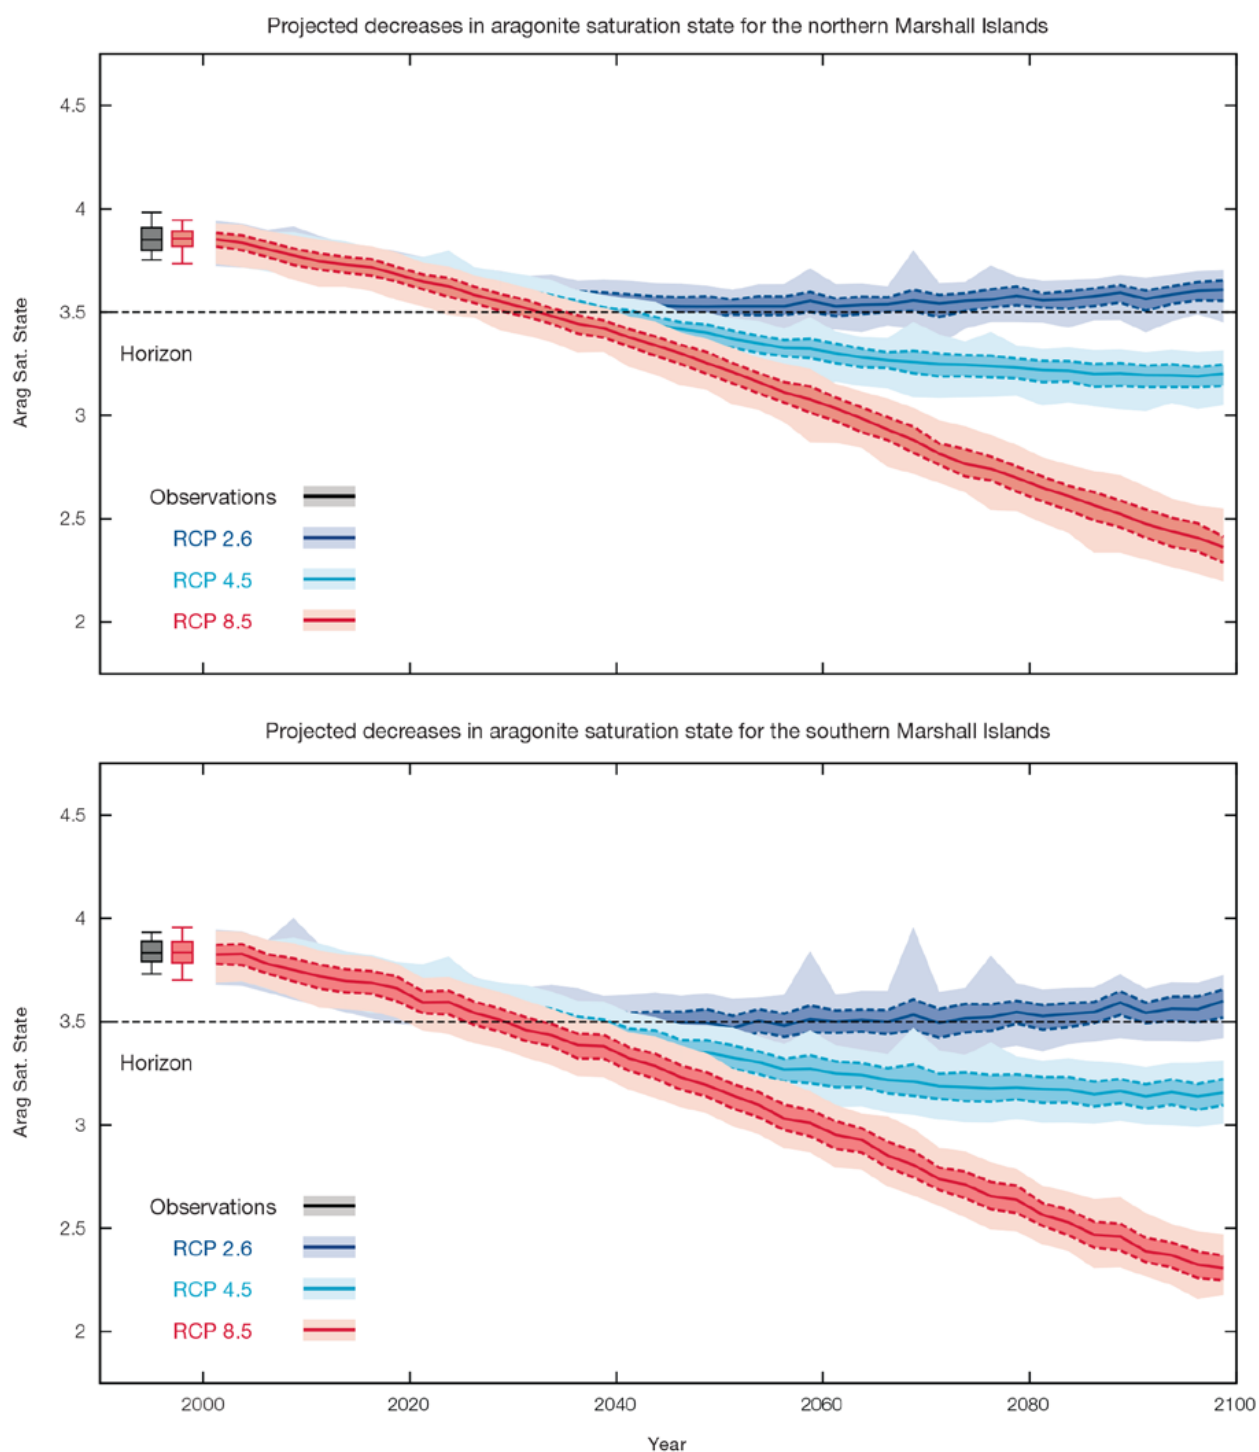 Projected decreases in aragonite saturation state for the northern Marshall Islands
4.5
4
3.5
3
2.5
2
Arag Sat. State
Horizon
Observations
RCP 2.6
RCP 4.5
RCP 8.5
Projected decreases in aragonite saturation state for the southern Marshall Islands
4.5
4
3.5
3
2.5
2
Arag Sat. State
Horizon
Observations
RCP 2.6
RCP 4.5
RCP 8.5
2000 2020 2040 2060 2080 2100
Year